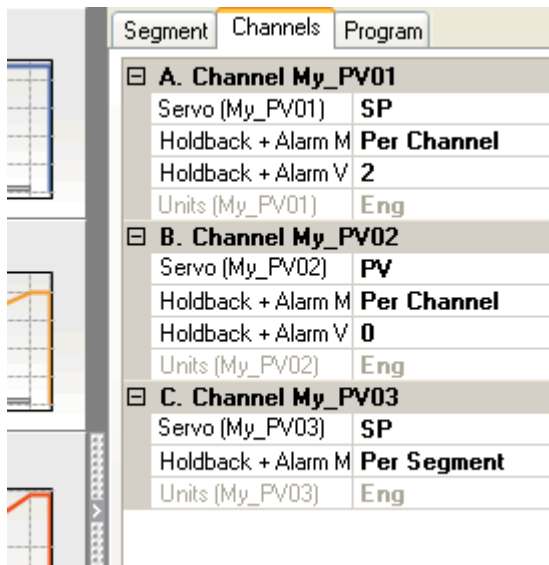 Segment Channels Program
A. Channel My_PV01
Servo (My_PV01) SP
Holdback + Alarm M Per Channel
Holdback + Alarm V 2
Units (My_PV01) Eng
B. Channel My_PV02
Servo (My_PV02) PV
Holdback + Alarm M Per Channel
Holdback + Alarm V 0
Units (My_PV02) Eng
C. Channel My_PV03
Servo (My_PV03) SP
Holdback + Alarm M Per Segment
Units (My_PV03) Eng